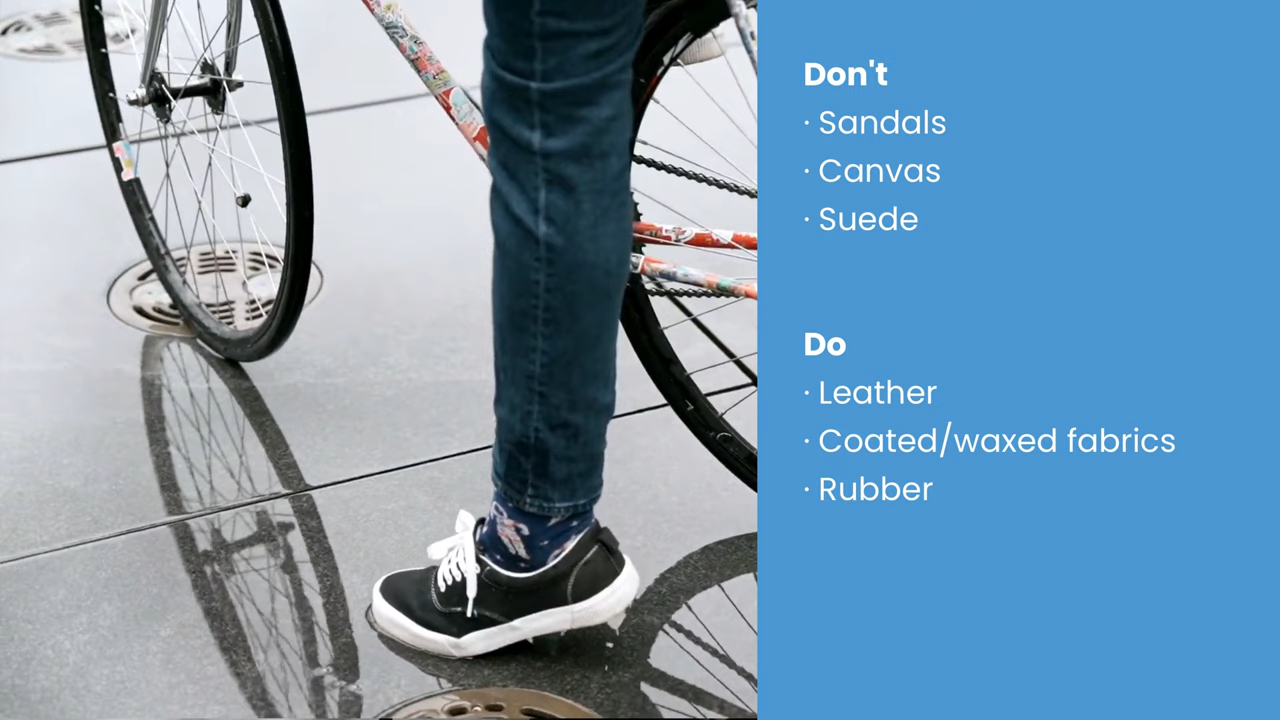 Don't
· Sandals
· Canvas
· Suede
Do
· Leather
· Coated/waxed fabrics
· Rubber